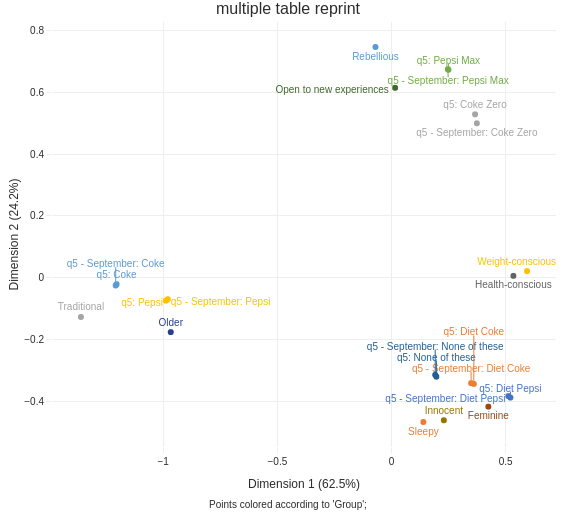 multiple table reprint
0.8
Rebellious
q5: Pepsi Max
q5 - September: Pepsi Max
0.6
Open to new experiences
q5: Coke Zero
q5 - September: Coke Zero
0.4
0.2
Dimension 2 (24.2%)
q5 - September: Coke
q5: Coke
Weight-conscious
0
Health-conscious
q5: Pepsi
q5 - September: Pepsi
Traditional
Older
q5: Diet Coke
−0.2
q5 - September: None of these
q5: None of these
q5 - September: Diet Coke
q5: Diet Pepsi
q5 - September: Diet Pepsi
−0.4
Innocent
Feminine
Sleepy
−1
−0.5
0
0.5
Dimension 1 (62.5%)
Points colored according to 'Group';